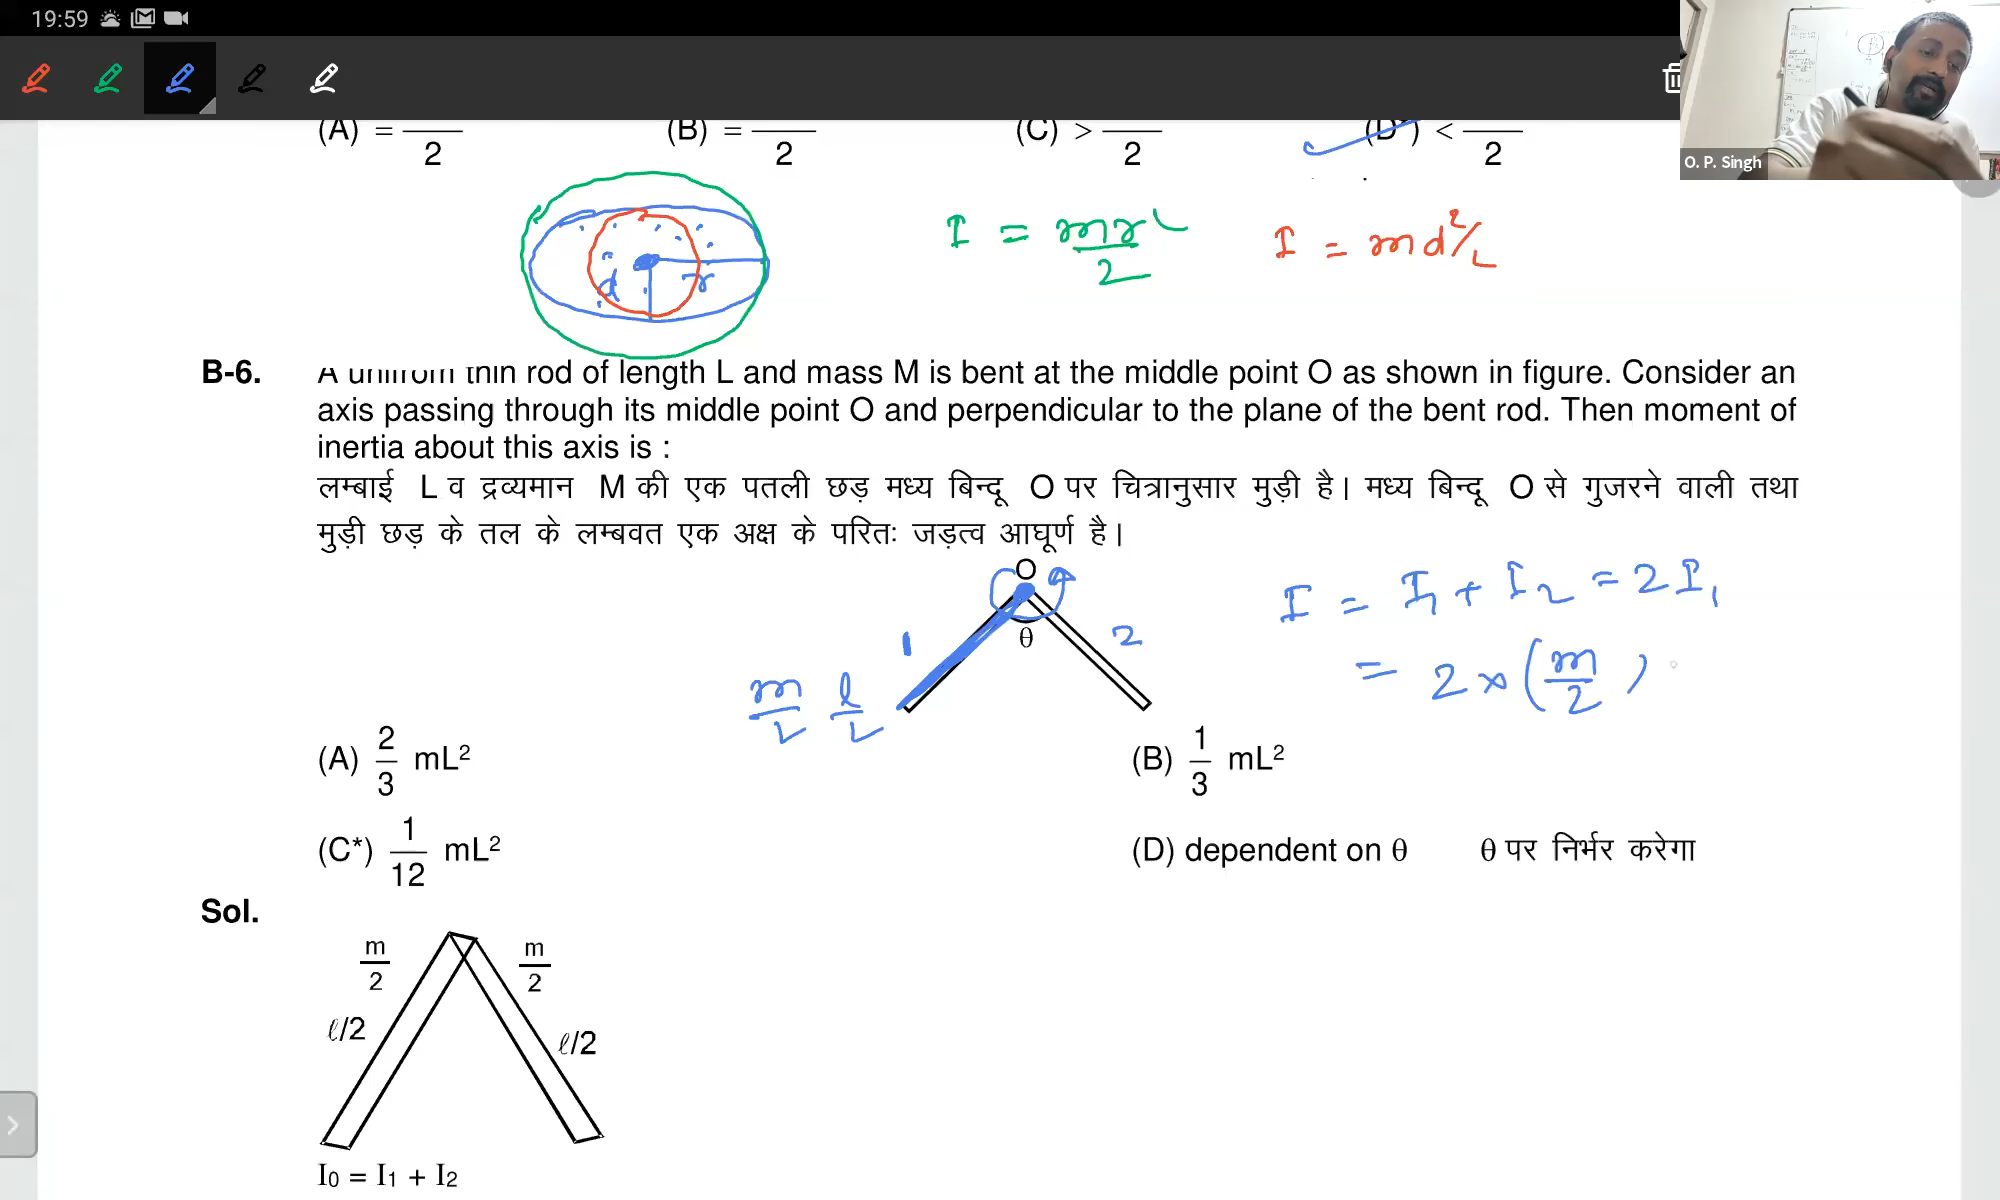 19:59
O. P. Singh
(A) = ―/2 (B) = ―/2 (C) > ―/2 (D*) < ―/2
d r
I = mr²/2 I = md²/2
B-6. A uniform thin rod of length L and mass M is bent at the middle point O as shown in figure. Consider an
axis passing through its middle point O and perpendicular to the plane of the bent rod. Then moment of
inertia about this axis is :
लम्बाई L व द्रव्यमान M की एक पतली छड़ मध्य बिन्दू O पर चित्रानुसार मुड़ी है। मध्य बिन्दू O से गुजरने वाली तथा
मुड़ी छड़ के तल के लम्बवत एक अक्ष के परितः जड़त्व आघूर्ण है।
O
θ
1 2
m/2 l/2
I = I₁ + I₂ = 2I₁
= 2 × (m/2)
(A) 2/3 mL² (B) 1/3 mL²
(C*) 1/12 mL² (D) dependent on θ θ पर निर्भर करेगा
Sol.
m/2 m/2
ℓ/2 ℓ/2
I0 = I1 + I2